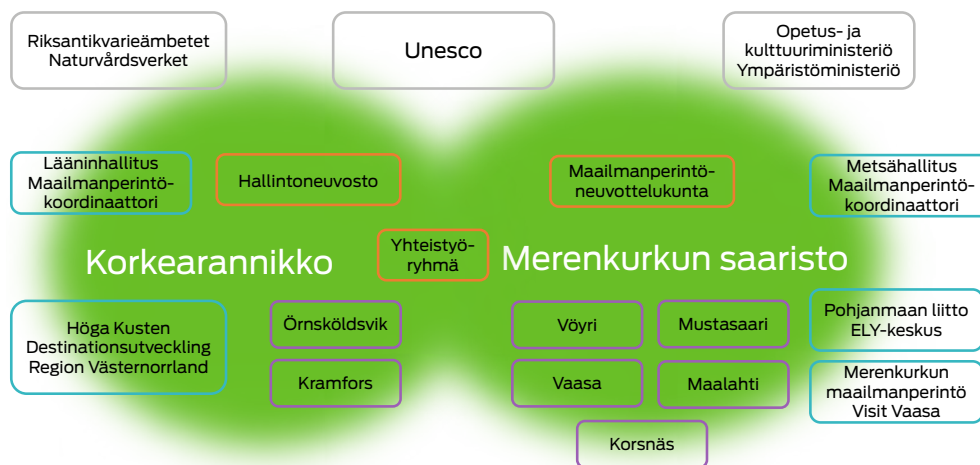 Riksantikvarieämbetet
Naturvårdsverket
Unesco
Opetus- ja
kulttuuriministeriö
Ympäristöministeriö
Lääninhallitus
Maailmanperintö-
koordinaattori
Hallintoneuvosto
Maailmanperintö-
neuvottelukunta
Metsähallitus
Maailmanperintö-
koordinaattori
Korkearannikko
Yhteistyö-
ryhmä
Merenkurkun saaristo
Höga Kusten
Destinationsutveckling
Region Västernorrland
Örnsköldsvik
Kramfors
Vöyri
Mustasaari
Vaasa
Maalahti
Korsnäs
Pohjanmaan liitto
ELY-keskus
Merenkurkun
maailmanperintö
Visit Vaasa